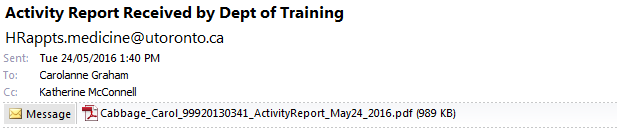 Activity Report Received by Dept of Training
HRappts.medicine@utoronto.ca
Sent: Tue 24/05/2016 1:40 PM
To: Carolanne Graham
Cc: Katherine McConnell
Message Cabbage_Carol_99920130341_ActivityReport_May24_2016.pdf (989 KB)